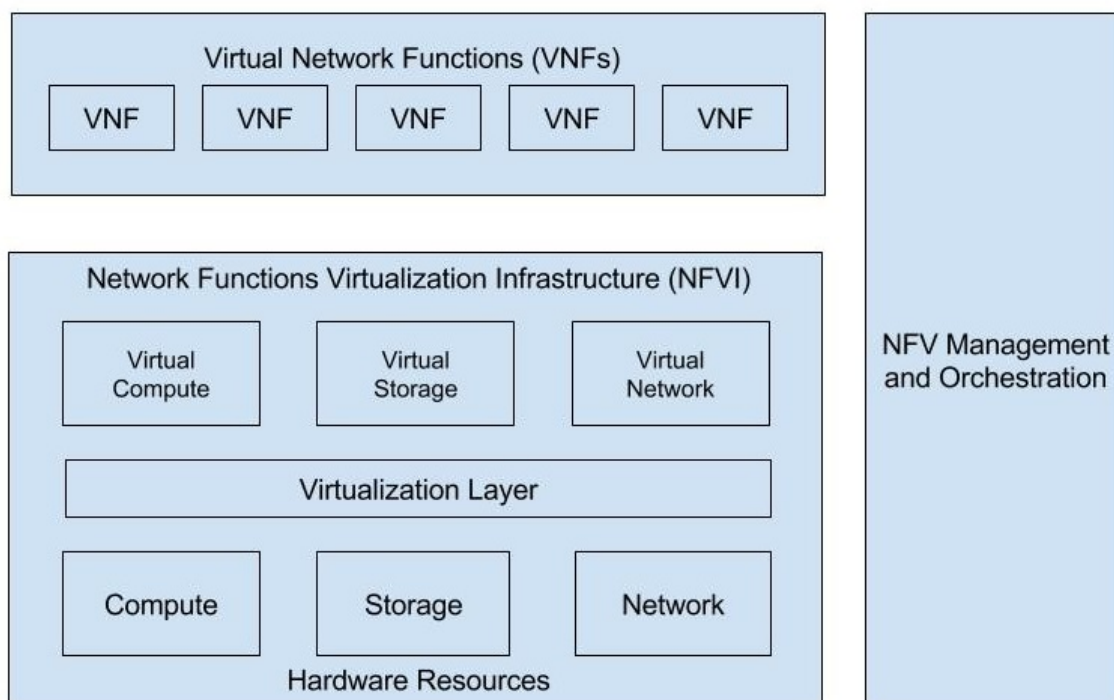 Virtual Network Functions (VNFs)
VNF VNF VNF VNF VNF
Network Functions Virtualization Infrastructure (NFVI)
Virtual
Compute
Virtual
Storage
Virtual
Network
Virtualization Layer
Compute Storage Network
Hardware Resources
NFV Management
and Orchestration